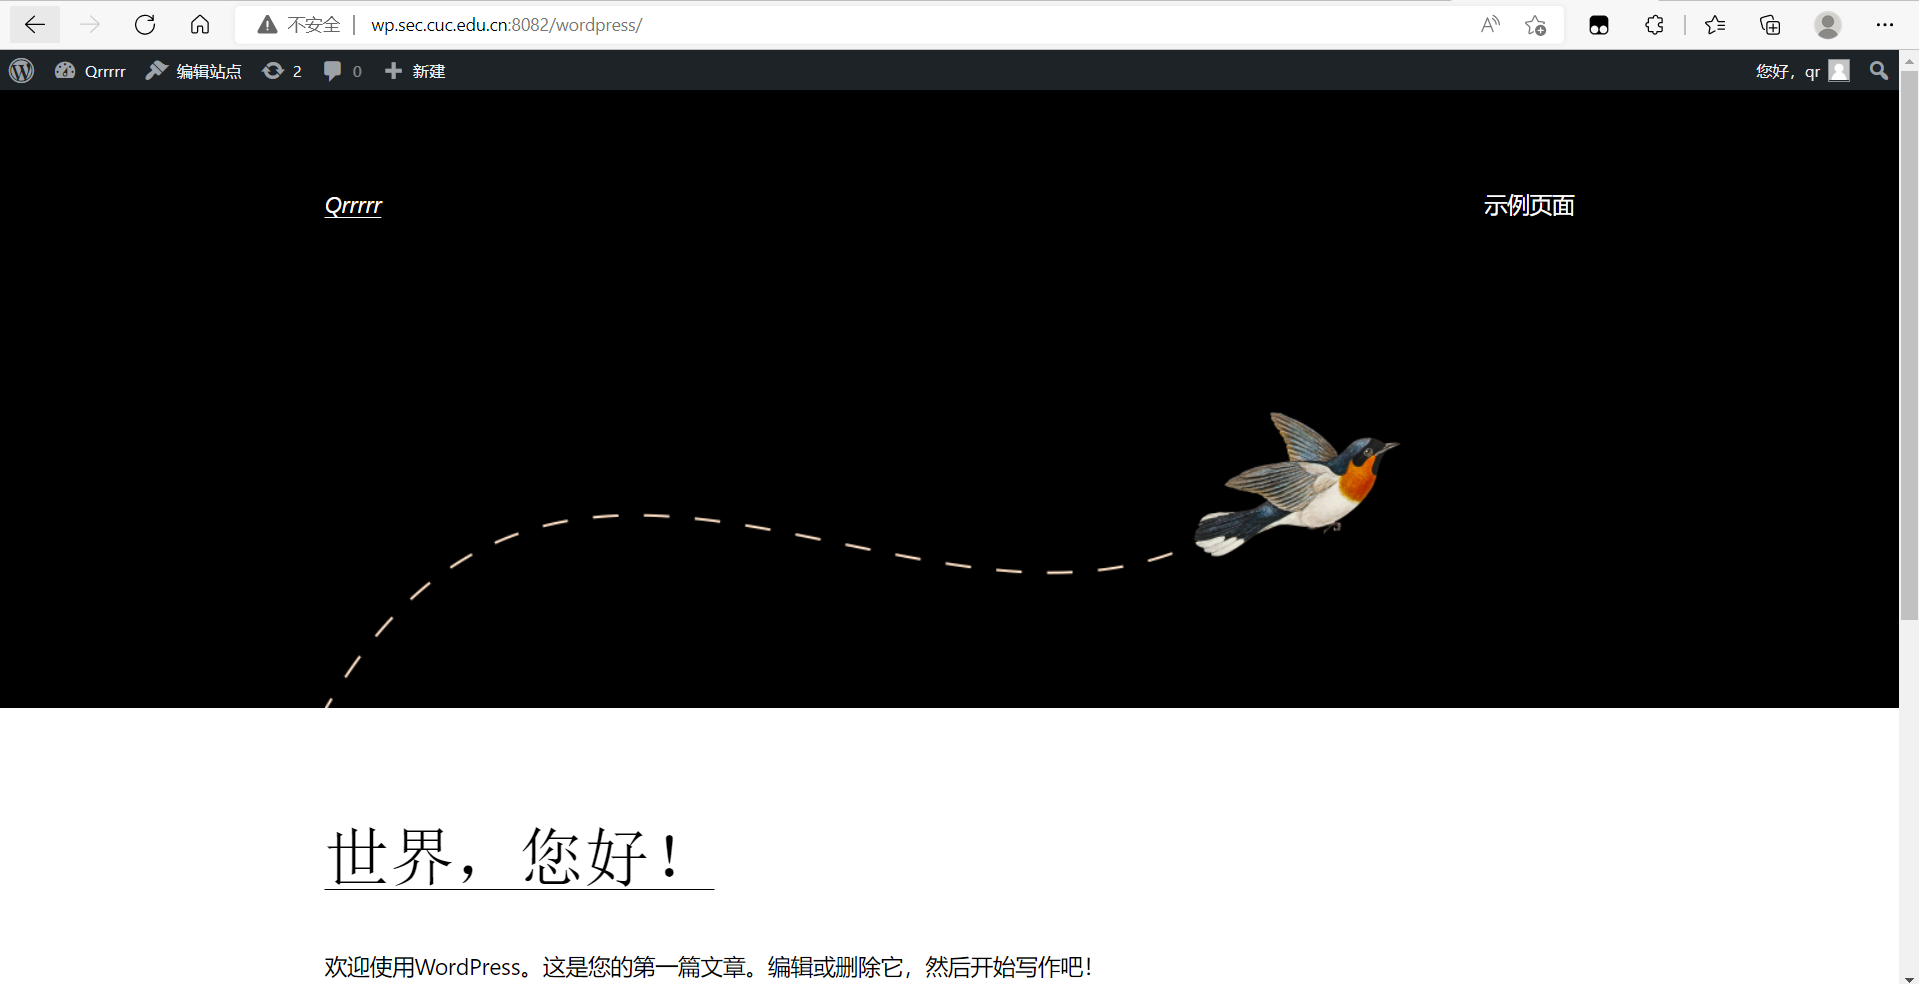 不安全 wp.sec.cuc.edu.cn:8082/wordpress/
Qrrrrr 编辑站点 2 0 新建 您好，qr
Qrrrrr 示例页面
世界，您好！
欢迎使用WordPress。这是您的第一篇文章。编辑或删除它，然后开始写作吧！